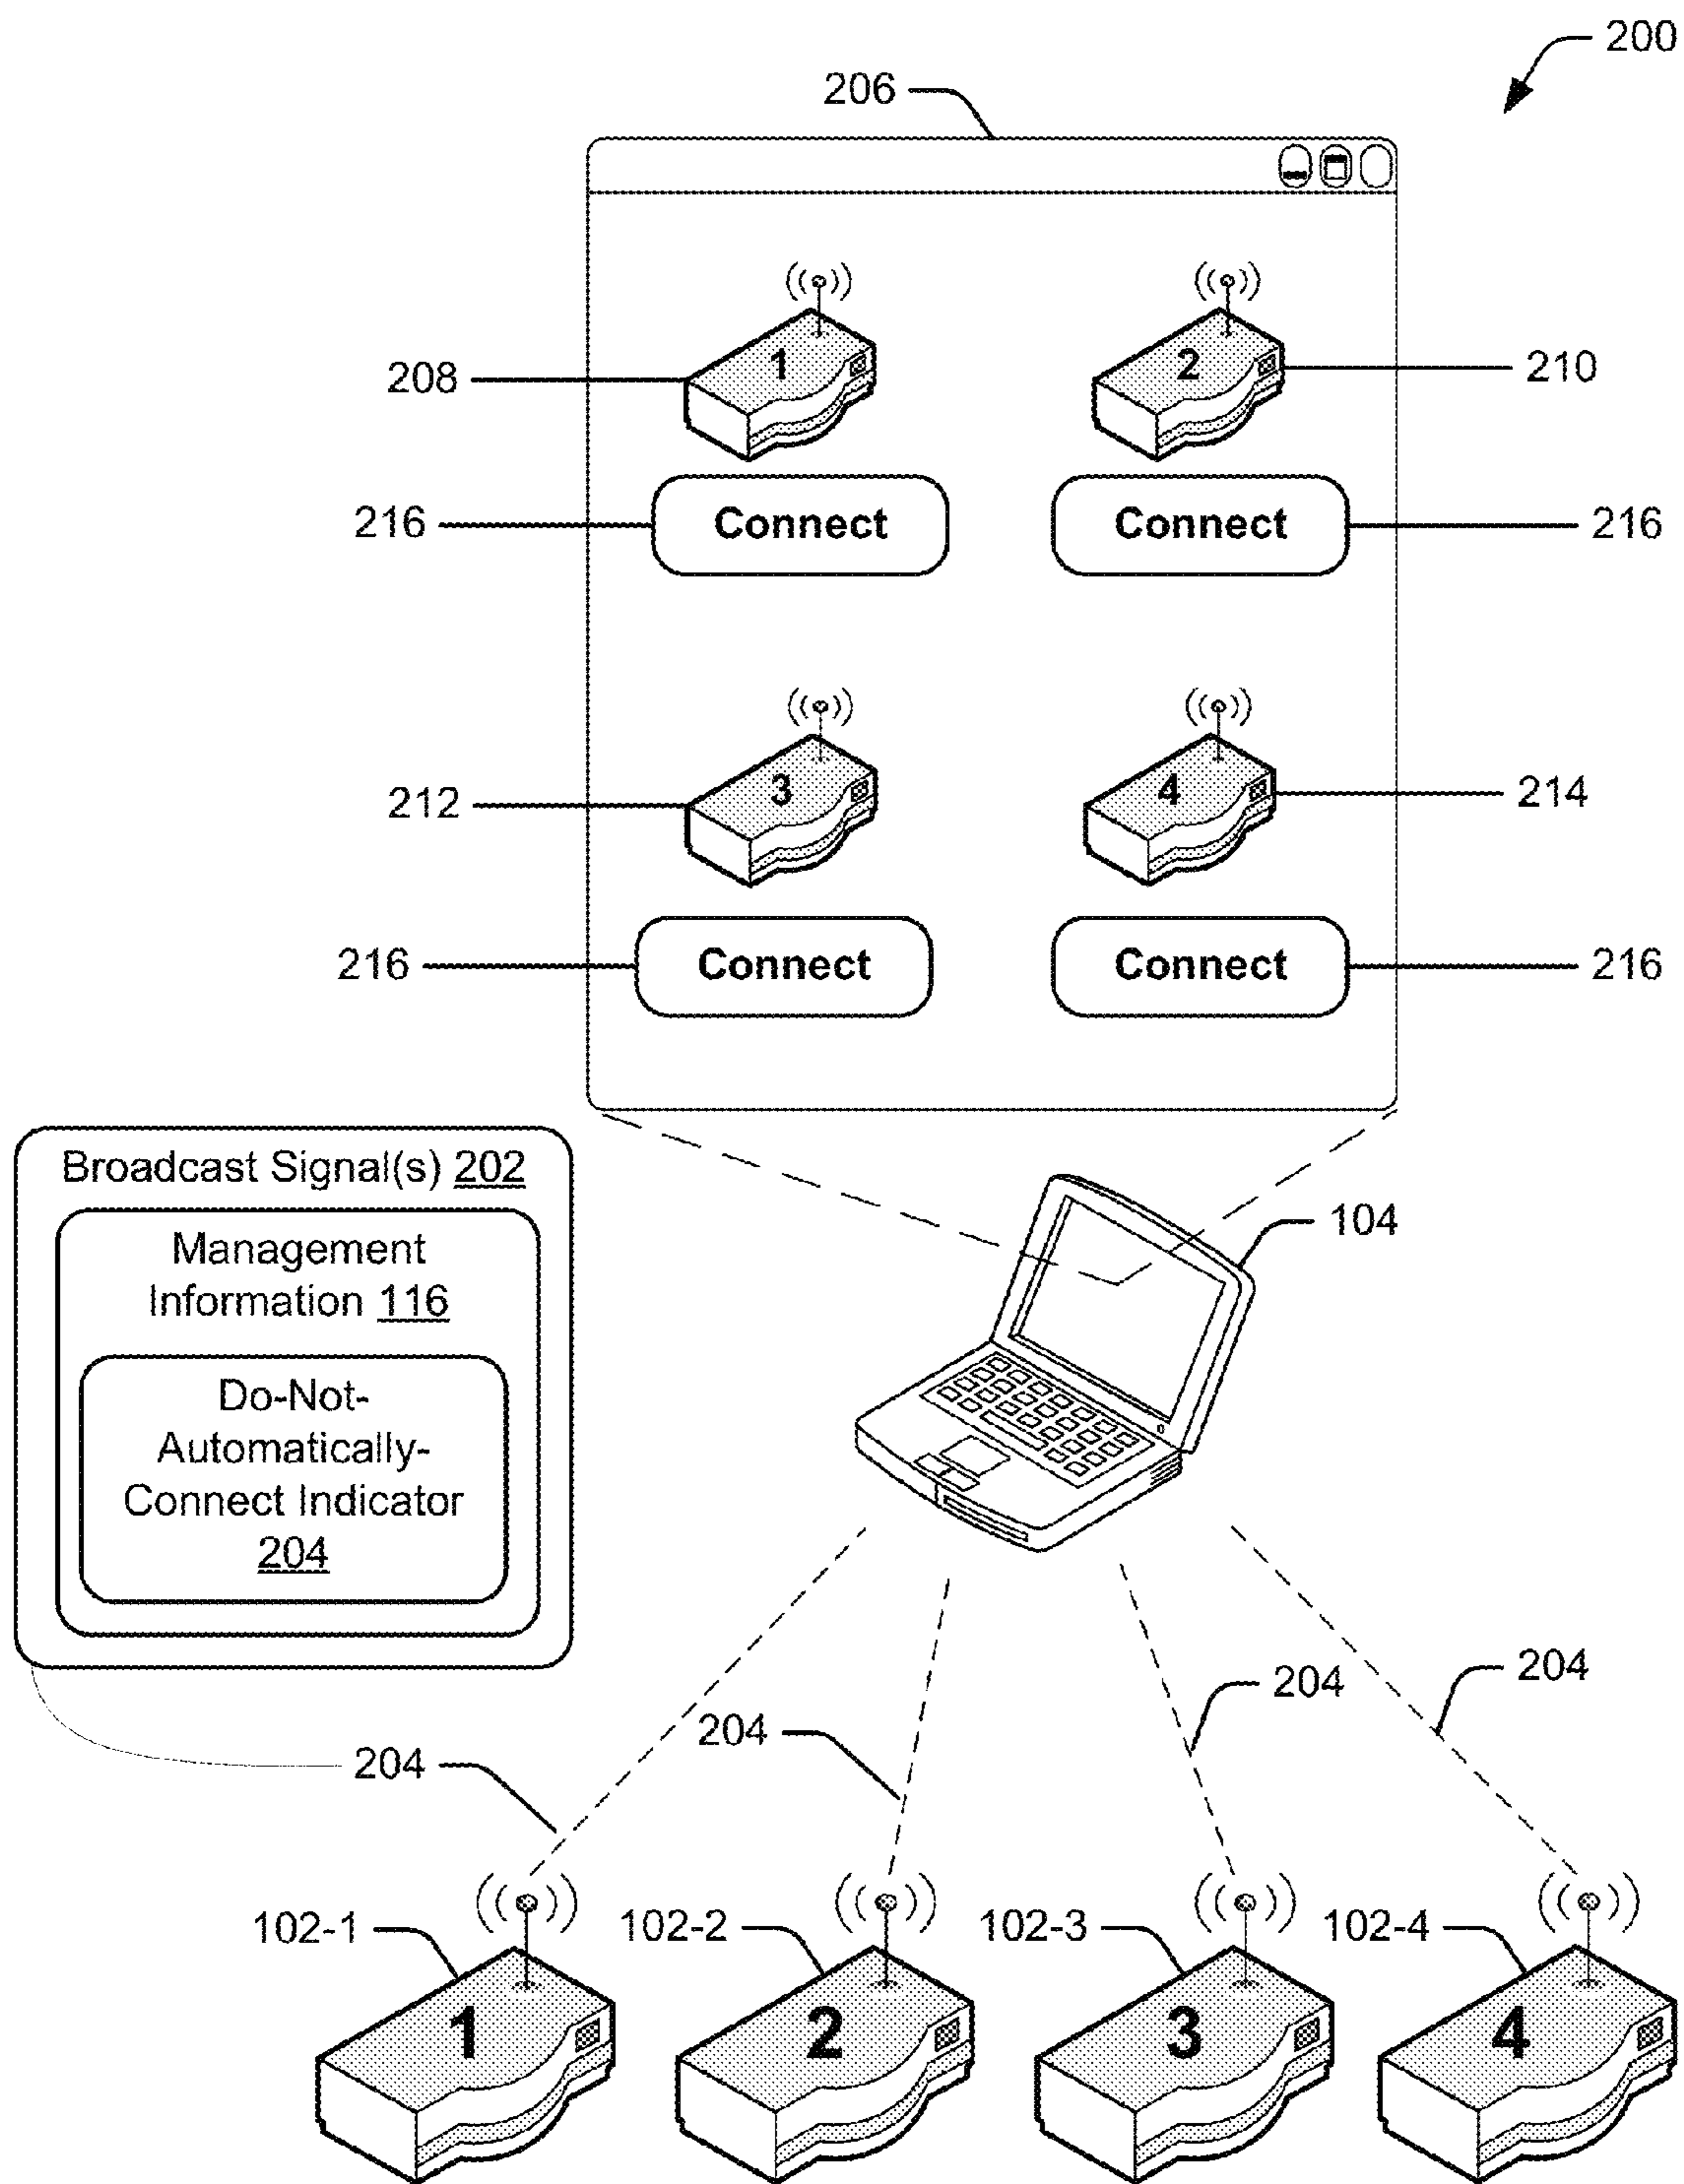 200
206
1
2
208
210
216
Connect
Connect
216
3
4
212
214
216
Connect
Connect
216
Broadcast Signal(s) 202
Management
Information 116
Do-Not-
Automatically-
Connect Indicator
204
104
204
204
204
204
102-1
102-2
102-3
102-4
1
2
3
4